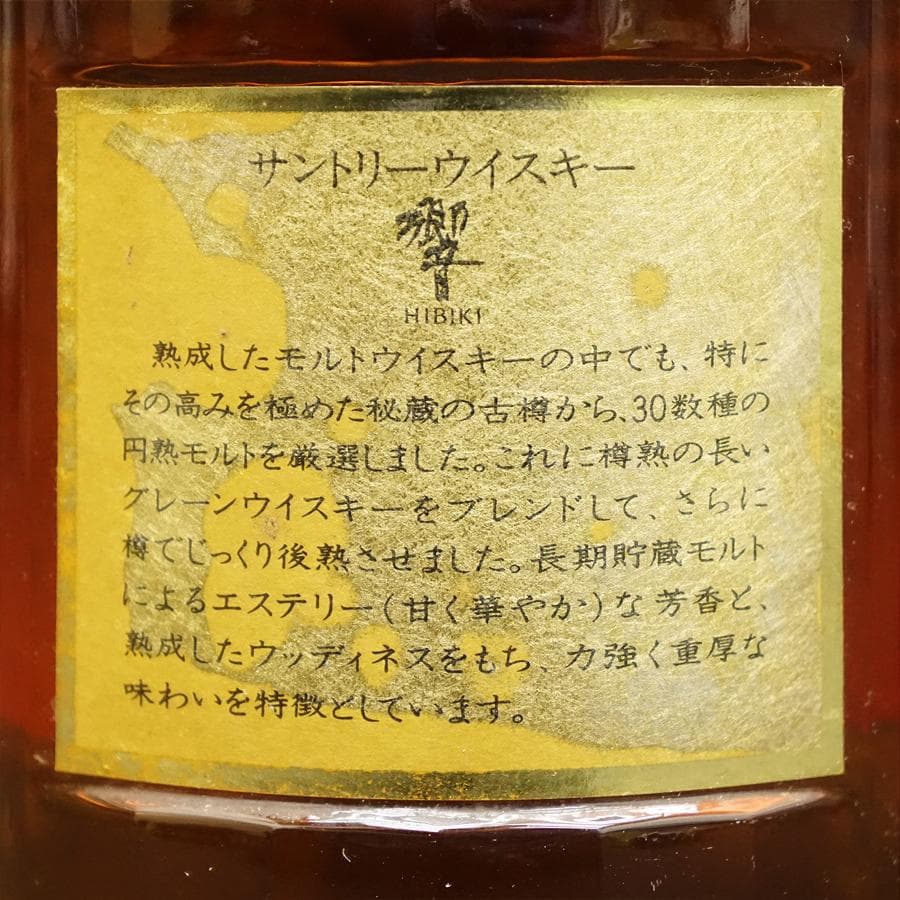 サントリーウイスキー
響
HIBIKI
熟成したモルトウイスキーの中でも、特に
その高みを極めた秘蔵の古樽から、30数種の
円熟モルトを厳選しました。これに樽熟の長い
グレーンウイスキーをブレンドして、さらに
樽でじっくり後熟させました。長期貯蔵モルト
によるエステリー(甘く華やか)な芳香と、
熟成したウッディネスをもち、力強く重厚な
味わいを特徴としています。